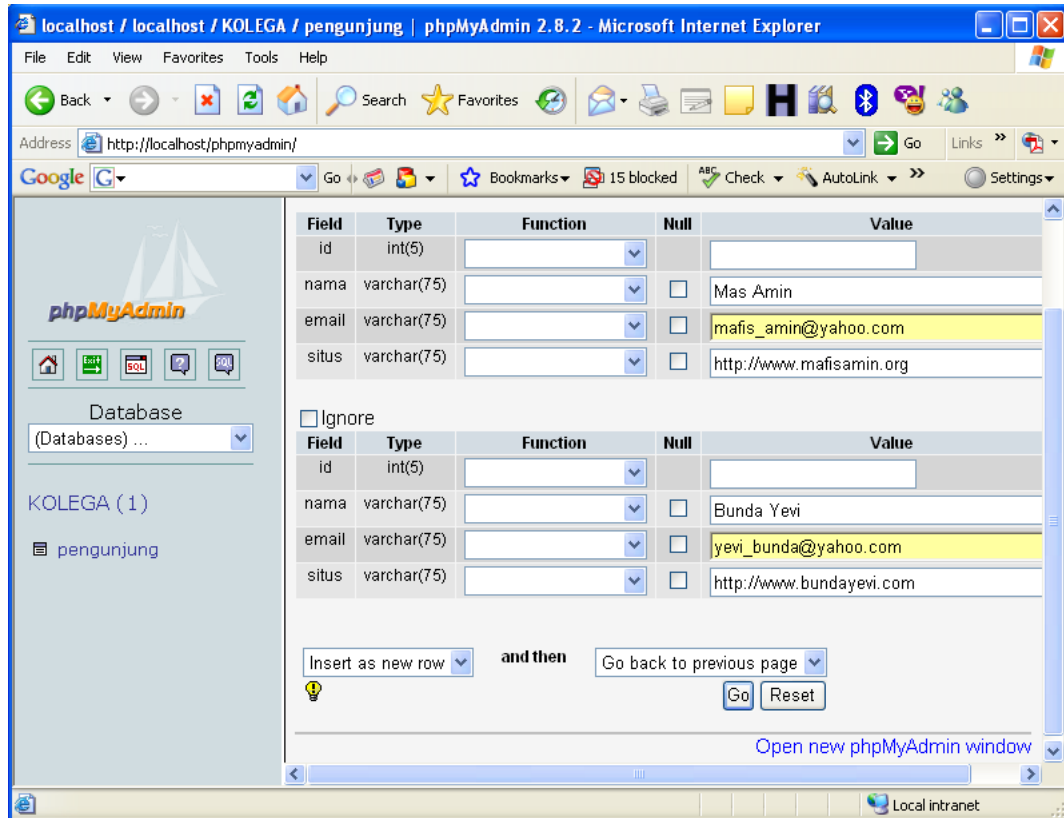 localhost / localhost / KOLEGA / pengunjung | phpMyAdmin 2.8.2 - Microsoft Internet Explorer
File Edit View Favorites Tools Help
Back Search Favorites
Address http://localhost/phpmyadmin/ Go Links »
Google G Go Bookmarks 15 blocked ABC Check AutoLink » Settings
phpMyAdmin
Exit SQL ? SQL
Database
(Databases) ...
KOLEGA (1)
pengunjung
Field Type Function Null Value
id int(5)
nama varchar(75) Mas Amin
email varchar(75) mafis_amin@yahoo.com
situs varchar(75) http://www.mafisamin.org
Ignore
Field Type Function Null Value
id int(5)
nama varchar(75) Bunda Yevi
email varchar(75) yevi_bunda@yahoo.com
situs varchar(75) http://www.bundayevi.com
Insert as new row and then Go back to previous page
Go Reset
Open new phpMyAdmin window
Local intranet